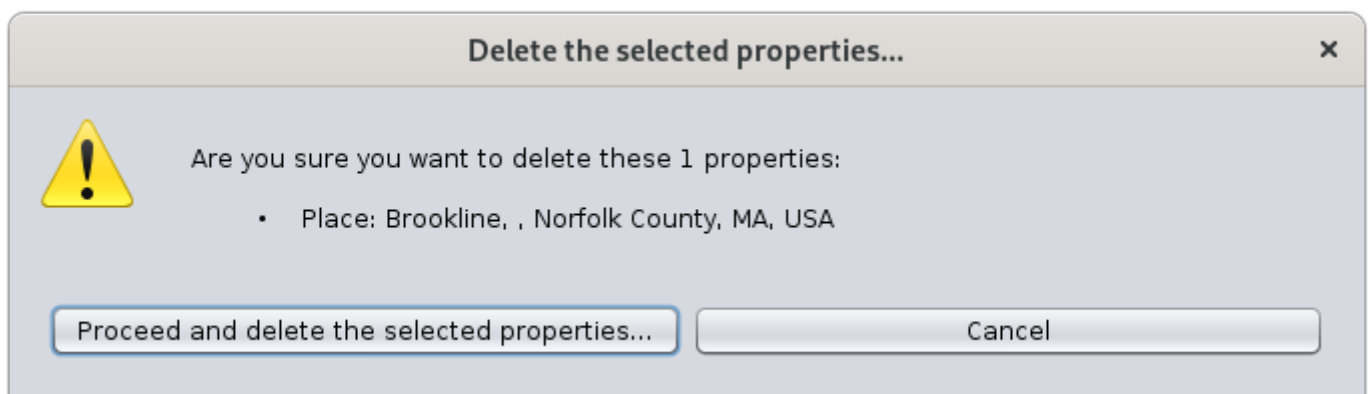 Delete the selected properties...
Are you sure you want to delete these 1 properties:
• Place: Brookline, , Norfolk County, MA, USA
Proceed and delete the selected properties...
Cancel